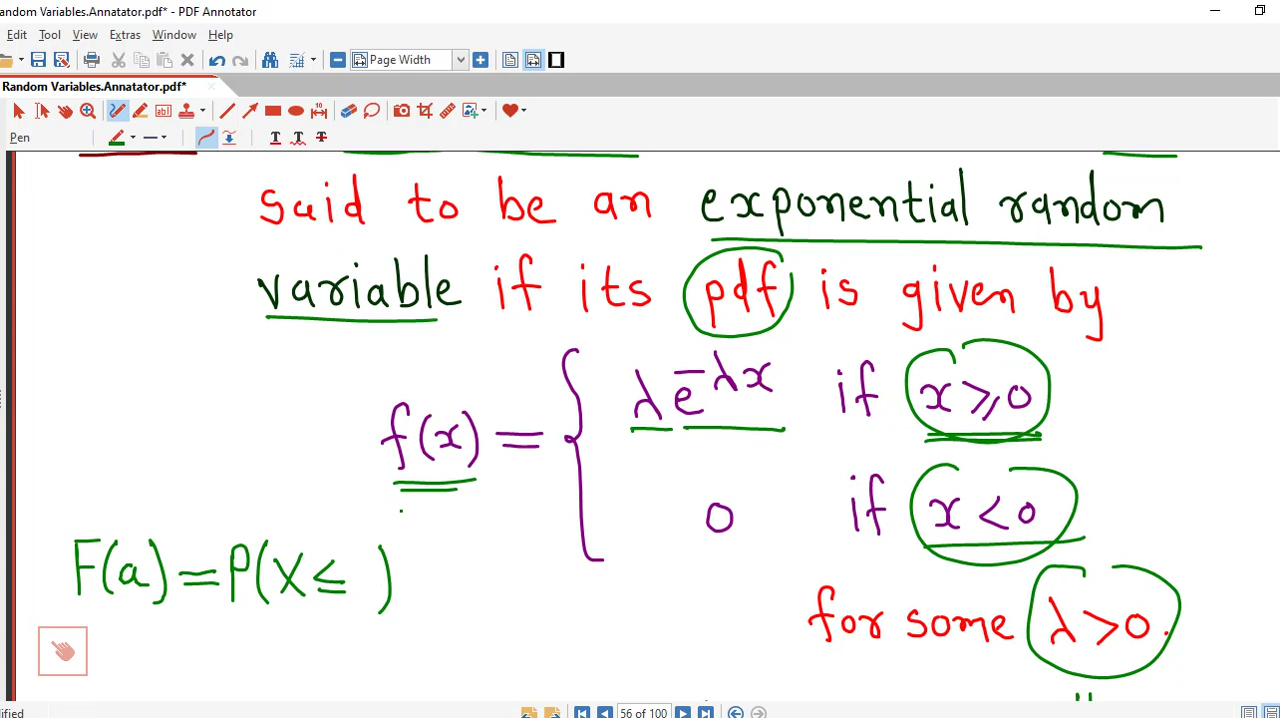 andom Variables.Annatator.pdf* - PDF Annotator
Edit Tool View Extras Window Help
Page Width
Random Variables.Annatator.pdf*
10
Pen
said to be an exponential random
variable if its pdf is given by
f(x) = { λ e^{-λx} if x ≥ 0
0 if x < 0
F(a) = P(X ≤ )
for some λ > 0.
ified 56 of 100